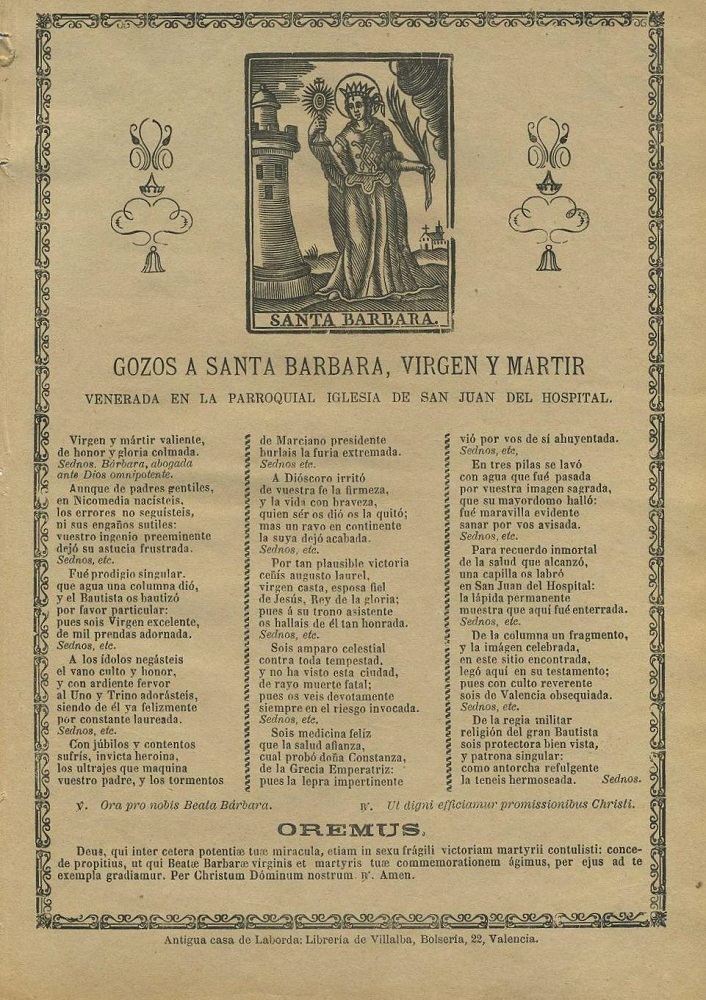 SANTA BARBARA.
GOZOS A SANTA BARBARA, VIRGEN Y MARTIR
VENERADA EN LA PARROQUIAL IGLESIA DE SAN JUAN DEL HOSPITAL.
Virgen y mártir valiente,
de honor y gloria colmada.
Sednos. Bárbara, abogada
ante Dios omnipotente.
Aunque de padres gentiles,
en Nicomedia nacísteis.
los errores no seguisteis,
ni sus engaños sutiles:
vuestro ingenio preeminente
dejó su astucia frustrada.
Sednos, etc.
Fué prodigio singular.
que agua una columna dió,
y el Bautista os bautizó
por favor particular:
pues sois Virgen excelente,
de mil prendas adornada.
Sednos, etc.
A los ídolos negásteis
el vano culto y honor,
y con ardiente fervor
al Uno y Trino adorásteis,
siendo de él ya felizmente
por constante laureada.
Sednos, etc.
Con júbilos y contentos
sufrís, invicta heroina,
los ultrajes que maquina
vuestro padre, y los tormentos
de Marciano presidente
burlais la furia extremada.
Sednos etc.
A Dióscoro irritó
de vuestra fe la firmeza,
y la vida con braveza,
quien sér os dió os la quitó;
mas un rayo en continente
la suya dejó acabada.
Sednos, etc.
Por tan plausible victoria
ceñís augusto laurel,
virgen casta, esposa fiel
de Jesús, Rey de la gloria;
pues á su trono asistente
os hallais de él tan honrada.
Sednos, etc.
Sois amparo celestial
contra toda tempestad,
y no ha visto esta ciudad,
de rayo muerte fatal;
pues os veis devotamente
siempre en el riesgo invocada.
Sednos, etc.
Sois medicina felíz
que la salud afianza,
cual probó doña Constanza,
de la Grecia Emperatriz:
pues la lepra impertinente
vió por vos de sí ahuyentada.
Sednos, etc,
En tres pilas se lavó
con agua que fué pasada
por vuestra imagen sagrada,
que su mayordomo halló:
fué maravilla evidente
sanar por vos avisada.
Sednos, etc.
Para recuerdo inmortal
de la salud que alcanzó,
una capilla os labró
en San Juan del Hospital:
la lápida permanente
muestra que aquí fué enterrada.
Sednos, etc.
De la columna un fragmento,
y la imágen celebrada,
en este sitio encontrada,
legó aquí en su testamento;
pues con culto reverente
sois de Valencia obsequiada.
Sednos, etc.
De la regia militar
religión del gran Bautista
sois protectora bien vista,
y patrona singular:
como antorcha refulgente
la teneis hermoseada. Sednos.
℣. Ora pro nobis Beata Bárbara. ℟. Ut digni efficiamur promissionibus Christi.
OREMUS.
Deus, qui inter cetera potentiæ tuæ miracula, etiam in sexu frágili victoriam martyrii contulisti: conce-
de propitius, ut qui Beatæ Barbaræ virginis et martyris tuæ commemorationem ágimus, per ejus ad te
exempla gradiamur. Per Christum Dóminum nostrum ℟. Amen.
Antigua casa de Laborda: Librería de Villalba, Bolsería, 22, Valencia.